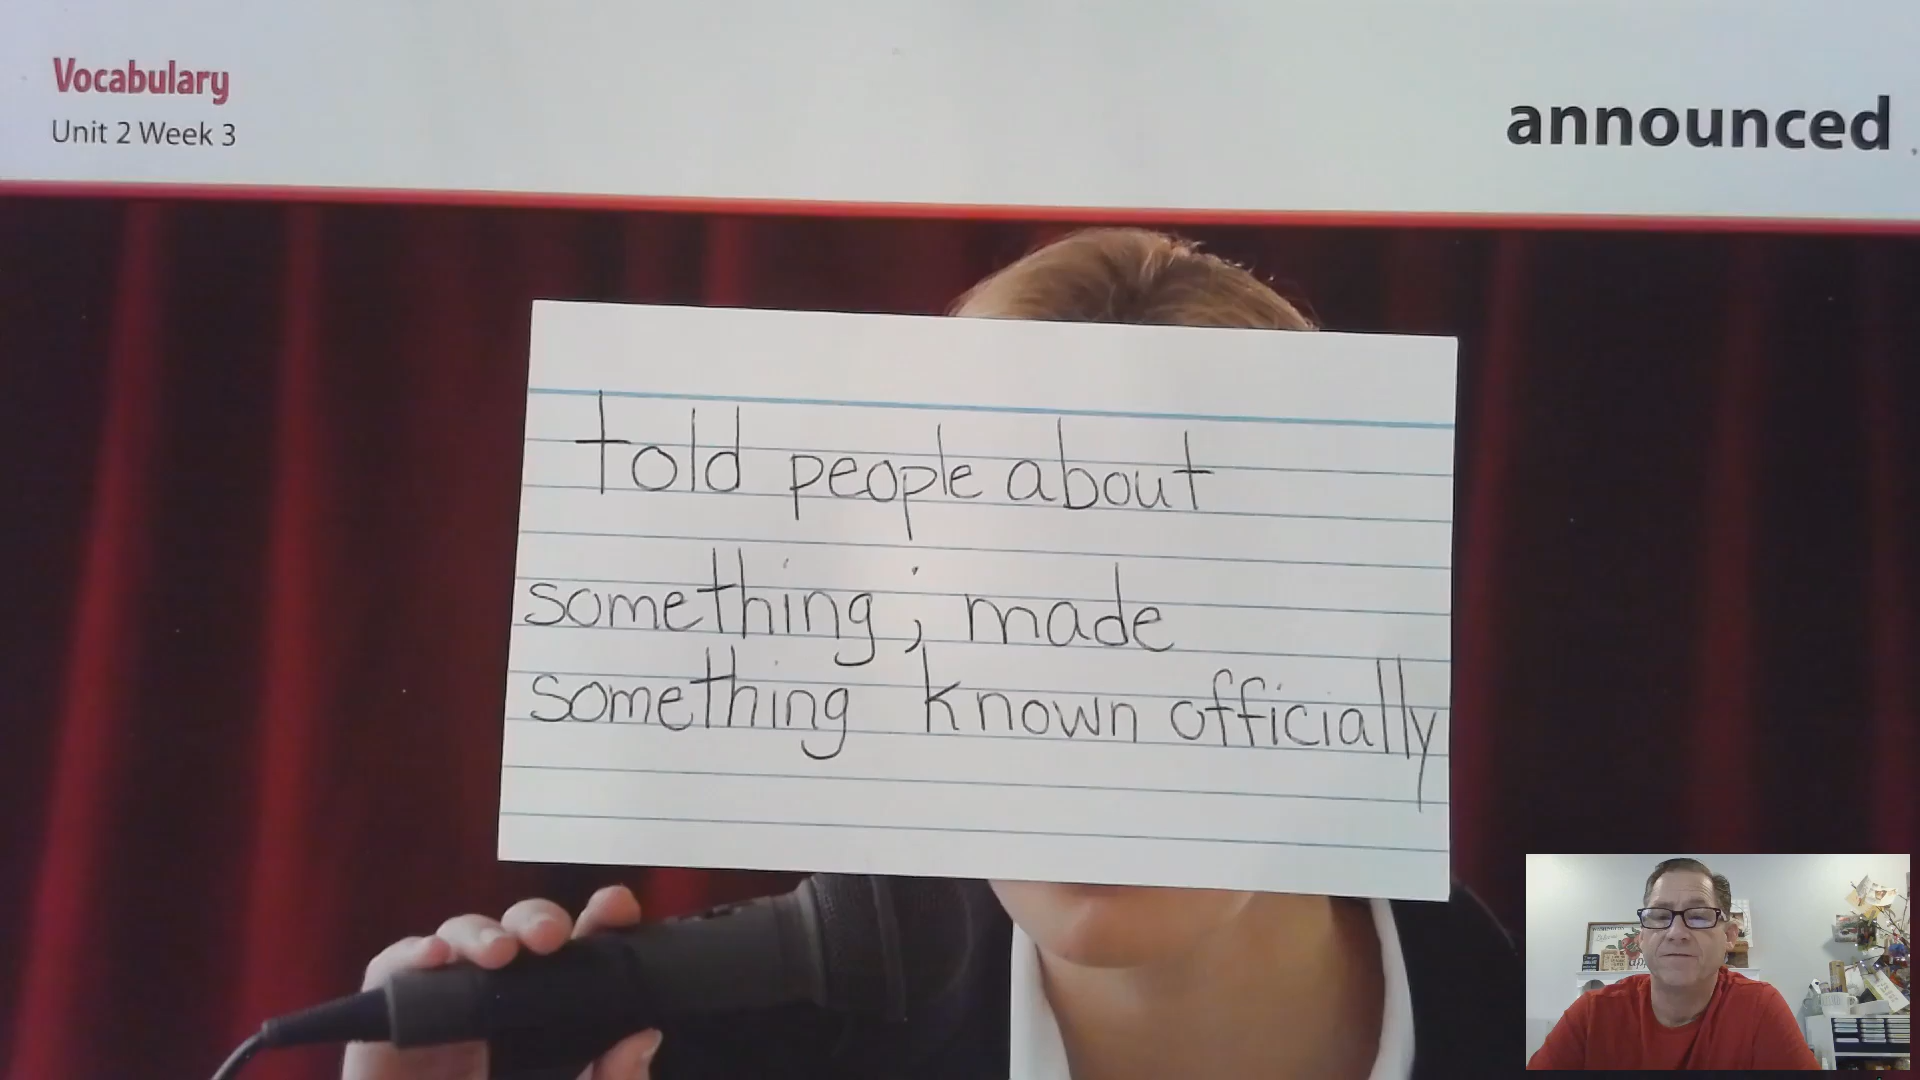 Vocabulary
Unit 2 Week 3
announced
told people about
something; made
something known officially